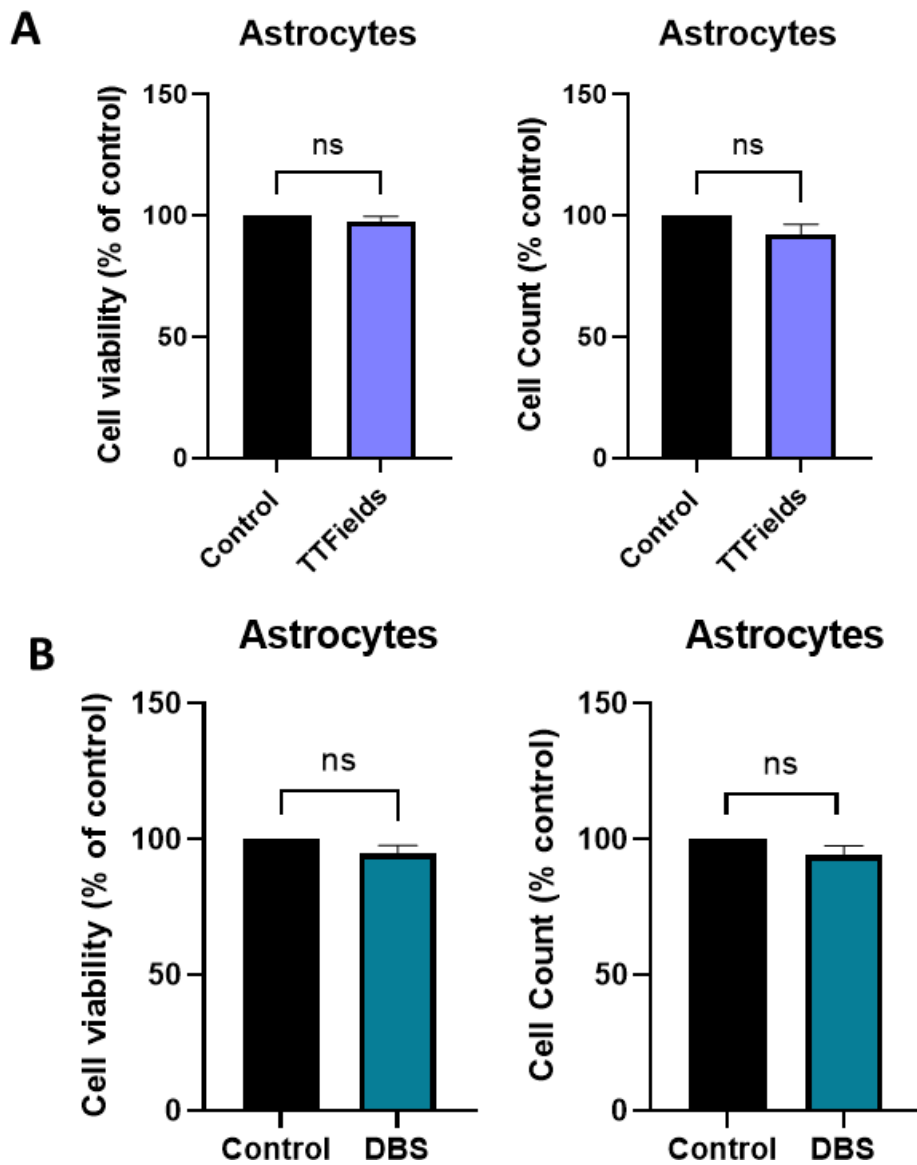 A
Astrocytes
Cell viability (% of control)
150
100
50
0
ns
Control
TTFields
Astrocytes
Cell Count (% control)
150
100
50
0
ns
Control
TTFields
B
Astrocytes
Cell viability (% of control)
150
100
50
0
ns
Control
DBS
Astrocytes
Cell Count (% control)
150
100
50
0
ns
Control
DBS